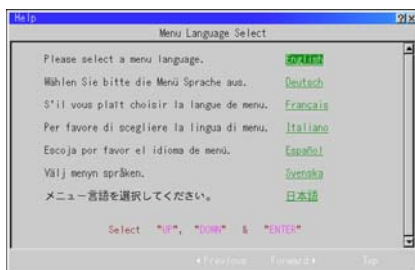 Help
Menu Language Select
Please select a menu language. English
Wählen Sie bitte die Menü Sprache aus. Deutsch
S'il vous plaît choisir la langue de menu. Français
Per favore di scegliere la lingua di menu. Italiano
Escoja por favor el idioma de menú. Español
Välj menyn språken. Svenska
メニュー言語を選択してください。 日本語
Select "UP", "DOWN" & "ENTER"
Previous Forward Top